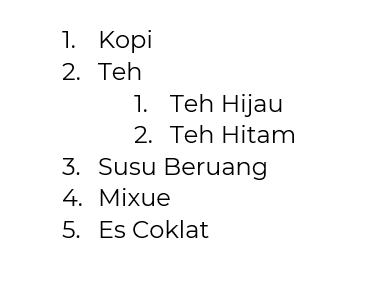 1. Kopi
2. Teh
1. Teh Hijau
2. Teh Hitam
3. Susu Beruang
4. Mixue
5. Es Coklat